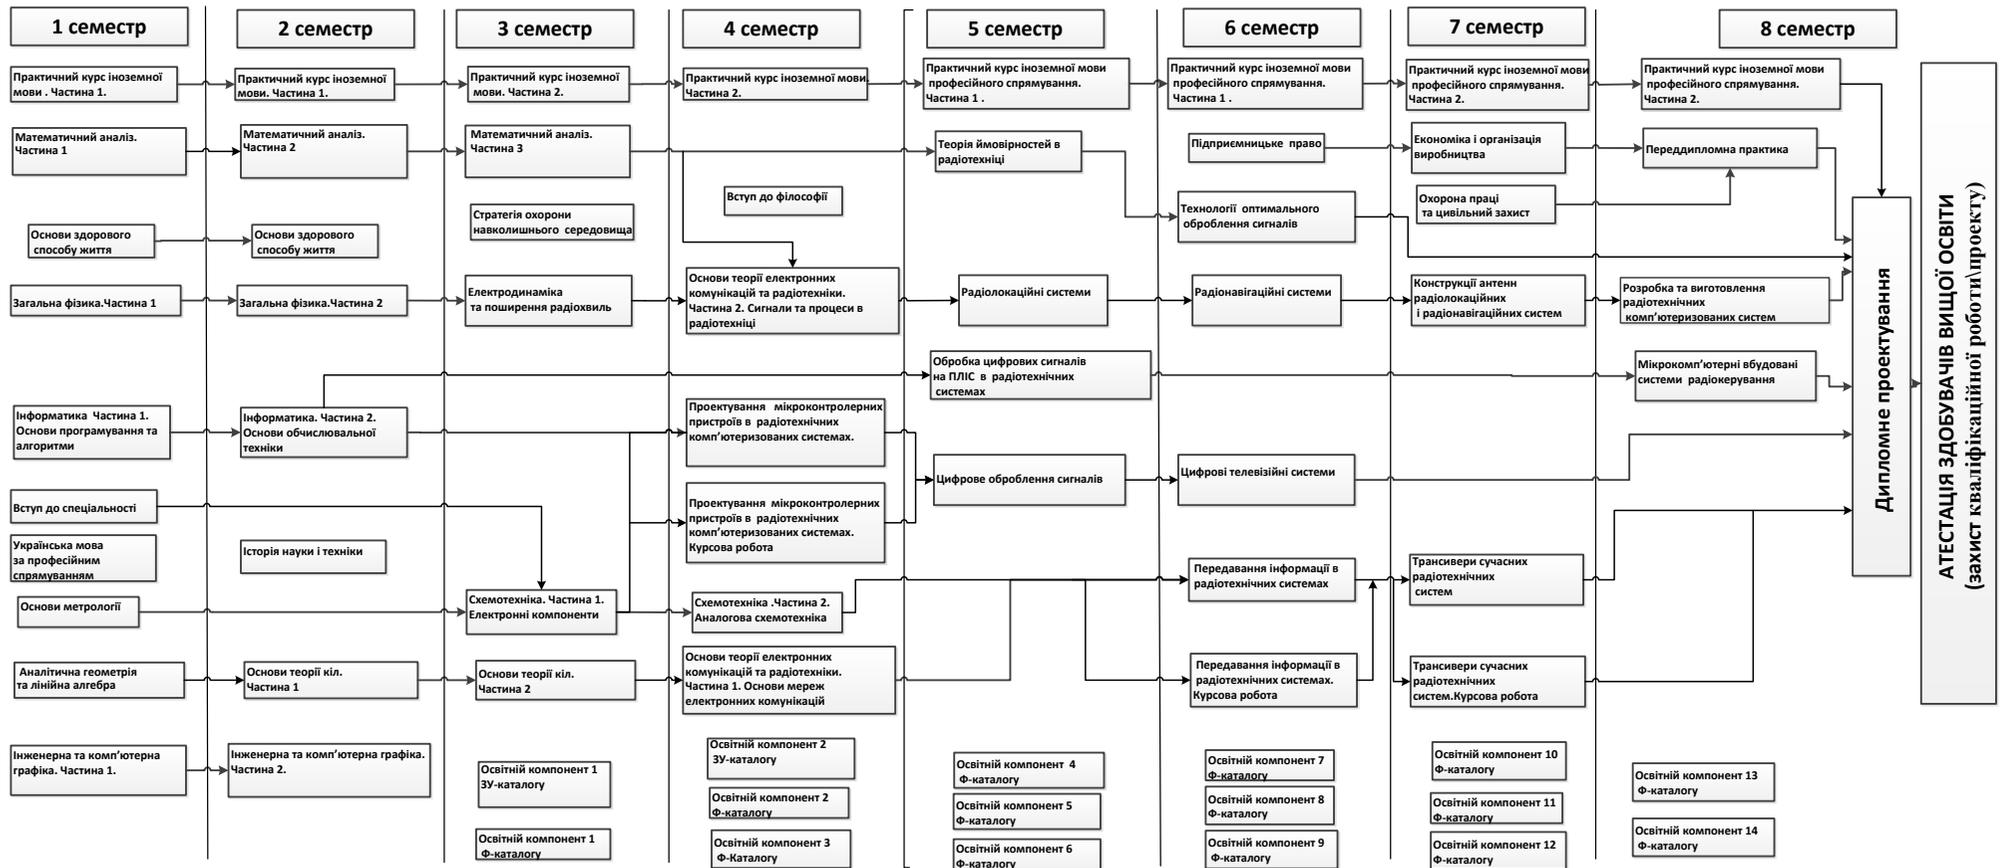 1 семестр
2 семестр
3 семестр
4 семестр
5 семестр
6 семестр
7 семестр
8 семестр
Практичний курс іноземної
мови . Частина 1.
Математичний аналіз.
Частина 1
Основи здорового
способу життя
Загальна фізика.Частина 1
Інформатика Частина 1.
Основи програмування та
алгоритми
Вступ до спеціальності
Українська мова
за професійним
спрямуванням
Основи метрології
Аналітична геометрія
та лінійна алгебра
Інженерна та комп’ютерна
графіка. Частина 1.
Практичний курс іноземної
мови. Частина 1.
Математичний аналіз.
Частина 2
Основи здорового
способу життя
Загальна фізика.Частина 2
Інформатика. Частина 2.
Основи обчислювальної
техніки
Історія науки і техніки
Основи теорії кіл.
Частина 1
Інженерна та комп’ютерна графіка.
Частина 2.
Практичний курс іноземної
мови. Частина 2.
Математичний аналіз.
Частина 3
Стратегія охорони
навколишнього середовища
Електродинаміка
та поширення радіохвиль
Схемотехніка. Частина 1.
Електронні компоненти
Основи теорії кіл.
Частина 2
Освітній компонент 1
ЗУ-каталогу
Освітній компонент 1
Ф-каталогу
Практичний курс іноземної мови.
Частина 2.
Вступ до філософії
Основи теорії електронних
комунікацій та радіотехніки.
Частина 2. Сигнали та процеси в
радіотехніці
Проектування мікроконтролерних
пристроїв в радіотехнічних
комп’ютеризованих системах.
Проектування мікроконтролерних
пристроїв в радіотехнічних
комп’ютеризованих системах.
Курсова робота
Схемотехніка .Частина 2.
Аналогова схемотехніка
Основи теорії електронних
комунікацій та радіотехніки.
Частина 1. Основи мереж
електронних комунікацій
Освітній компонент 2
ЗУ-каталогу
Освітній компонент 2
Ф-каталогу
Освітній компонент 3
Ф-Каталогу
Практичний курс іноземної мови
професійного спрямування.
Частина 1 .
Теорія ймовірностей в
радіотехніці
Радіолокаційні системи
Обробка цифрових сигналів
на ПЛІС в радіотехнічних
системах
Цифрове оброблення сигналів
Освітній компонент 4
Ф-каталогу
Освітній компонент 5
Ф-каталогу
Освітній компонент 6
Ф-каталогу
Практичний курс іноземної мови
професійного спрямування.
Частина 1 .
Підприємницьке право
Технології оптимального
оброблення сигналів
Радіонавігаційні системи
Цифрові телевізійні системи
Передавання інформації в
радіотехнічних системах
Передавання інформації в
радіотехнічних системах.
Курсова робота
Освітній компонент 7
Ф-каталогу
Освітній компонент 8
Ф-каталогу
Освітній компонент 9
Ф-каталогу
Практичний курс іноземної мови
професійного спрямування.
Частина 2.
Економіка і організація
виробництва
Охорона праці
та цивільний захист
Конструкції антенн
радіолокаційних
і радіонавігаційних систем
Трансивери сучасних
радіотехнічних
систем
Трансивери сучасних
радіотехнічних
систем.Курсова робота
Освітній компонент 10
Ф-каталогу
Освітній компонент 11
Ф-каталогу
Освітній компонент 12
Ф-каталогу
Практичний курс іноземної мови
професійного спрямування.
Частина 2.
Переддипломна практика
Розробка та виготовлення
радіотехнічних
комп’ютеризованих систем
Мікрокомп’ютерні вбудовані
системи радіокерування
Освітній компонент 13
Ф-каталогу
Освітній компонент 14
Ф-каталогу
Дипломне проектування
АТЕСТАЦІЯ ЗДОБУВАЧІВ ВИЩОЇ ОСВІТИ
(захист кваліфікаційної роботи\проекту)